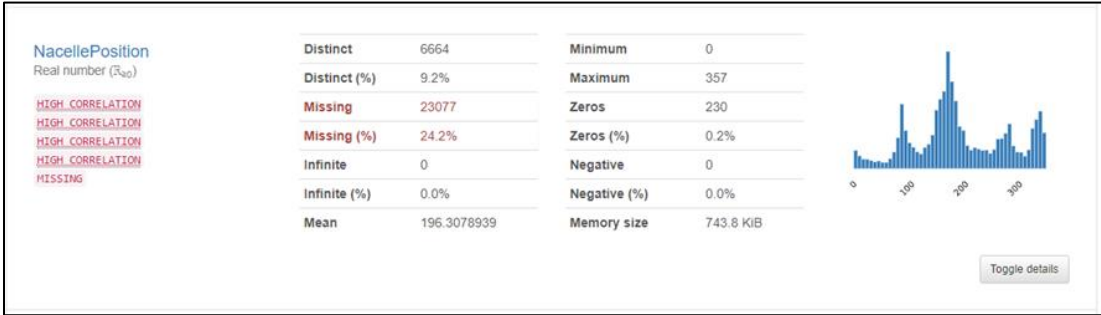 NacellePosition
Real number (ℝ≥0)
HIGH CORRELATION
HIGH CORRELATION
HIGH CORRELATION
HIGH CORRELATION
MISSING
Distinct 6664
Distinct (%) 9.2%
Missing 23077
Missing (%) 24.2%
Infinite 0
Infinite (%) 0.0%
Mean 196.3078939
Minimum 0
Maximum 357
Zeros 230
Zeros (%) 0.2%
Negative 0
Negative (%) 0.0%
Memory size 743.8 KiB
0 100 200 300
Toggle details